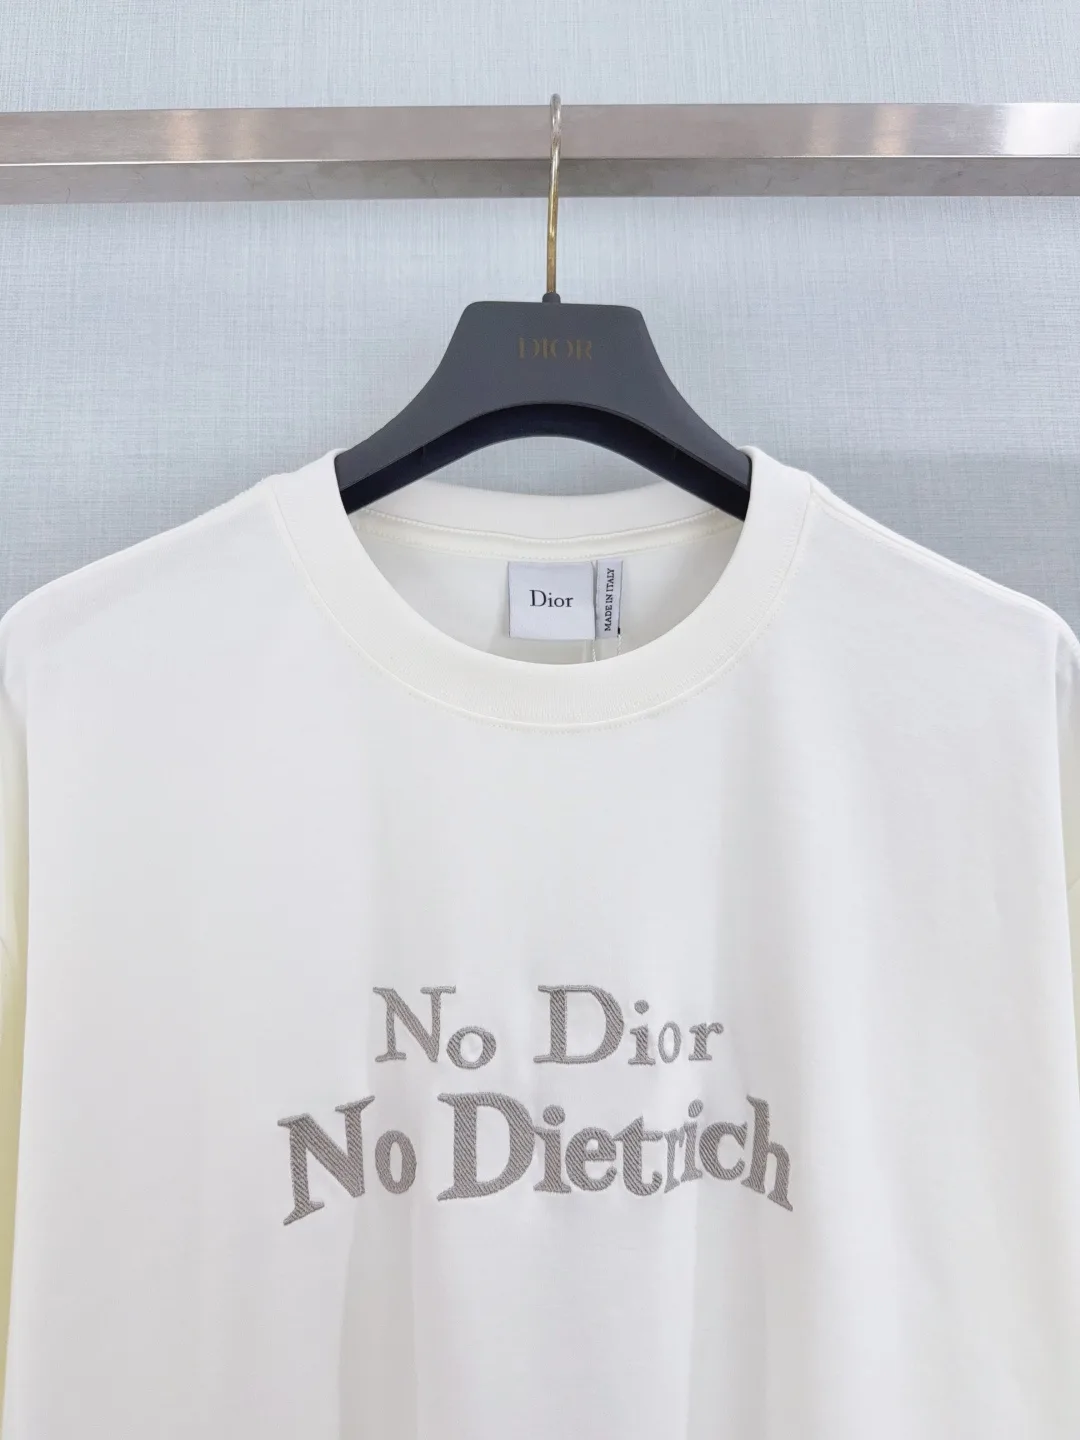 DIOR
Dior
MADE IN ITALY
No Dior
No Dietrich